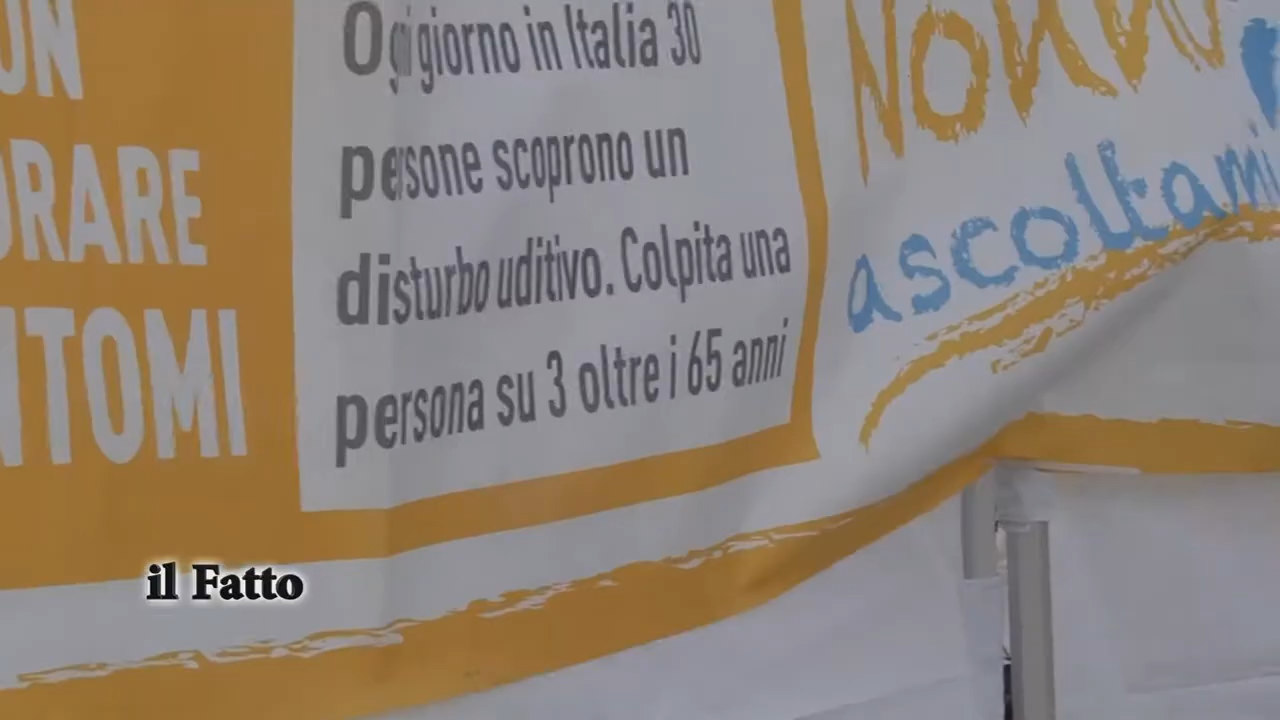 ORARE
NTOMI
Ogni giorno in Italia 30
persone scoprono un
disturbo uditivo. Colpita una
persona su 3 oltre i 65 anni
ascoltami
il Fatto